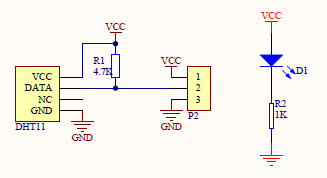 VCC
VCC
R1
4.7K
VCC
D1
VCC
DATA
NC
GND
1
2
3
R2
1K
DHT11
GND
GND
P2